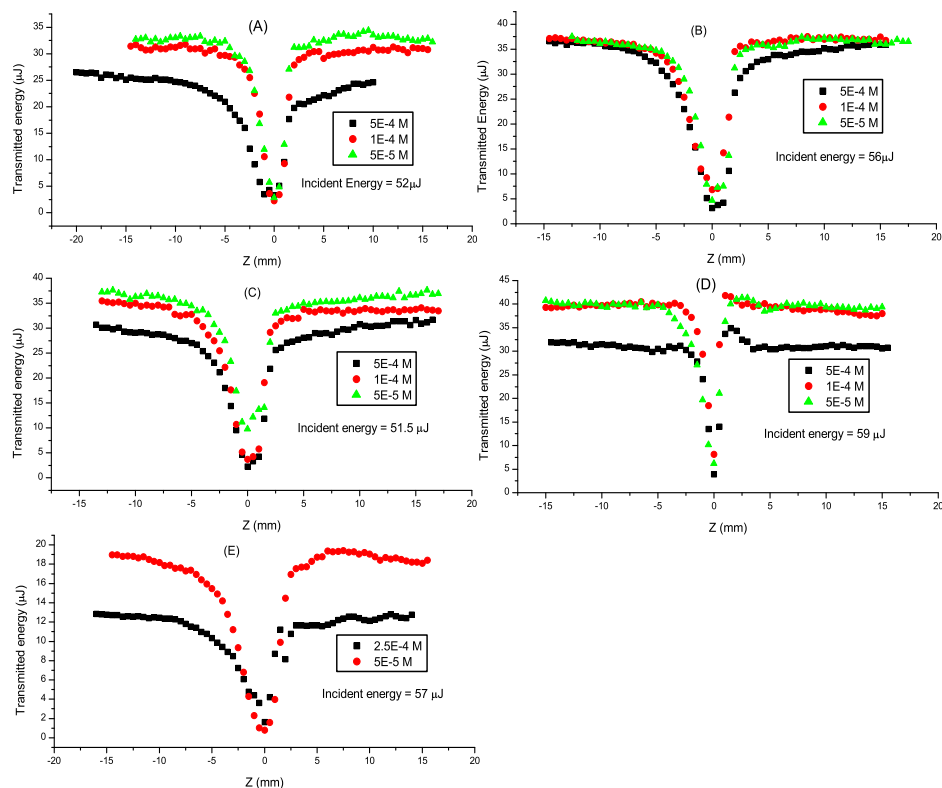 (A)
35
30
25
20
15
10
5
0
Transmitted energy (µJ)
5E-4 M
1E-4 M
5E-5 M
Incident Energy = 52µJ
-20 -15 -10 -5 0 5 10 15 20
Z (mm)
(B)
40
35
30
25
20
15
10
5
0
Transmitted Energy (µJ)
5E-4 M
1E-4 M
5E-5 M
Incident energy = 56µJ
-15 -10 -5 0 5 10 15 20
Z (mm)
(C)
40
35
30
25
20
15
10
5
0
Transmitted energy (µJ)
5E-4 M
1E-4 M
5E-5 M
Incident energy = 51.5 µJ
-15 -10 -5 0 5 10 15 20
Z (mm)
(D)
45
40
35
30
25
20
15
10
5
0
Transmitted energy (µJ)
5E-4 M
1E-4 M
5E-5 M
Incident energy = 59 µJ
-15 -10 -5 0 5 10 15 20
Z (mm)
(E)
20
18
16
14
12
10
8
6
4
2
0
Transmitted energy (µJ)
2.5E-4 M
5E-5 M
Incident energy = 57 µJ
-20 -15 -10 -5 0 5 10 15 20
Z (mm)